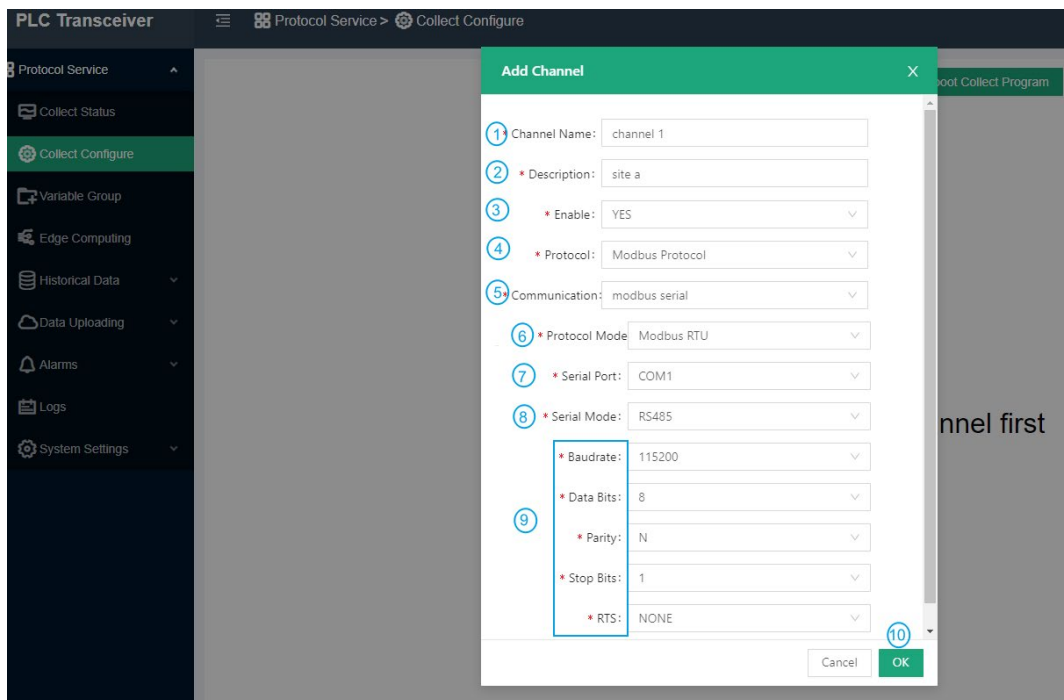 PLC Transceiver
Protocol Service > Collect Configure
Protocol Service
Collect Status
Collect Configure
Variable Group
Edge Computing
Historical Data
Data Uploading
Alarms
Logs
System Settings
oot Collect Program
nnel first
Add Channel X
1 * Channel Name: channel 1
2 * Description: site a
3 * Enable: YES
4 * Protocol: Modbus Protocol
5 * Communication: modbus serial
6 * Protocol Mode Modbus RTU
7 * Serial Port: COM1
8 * Serial Mode: RS485
9
* Baudrate: 115200
* Data Bits: 8
* Parity: N
* Stop Bits: 1
* RTS: NONE
10
Cancel OK